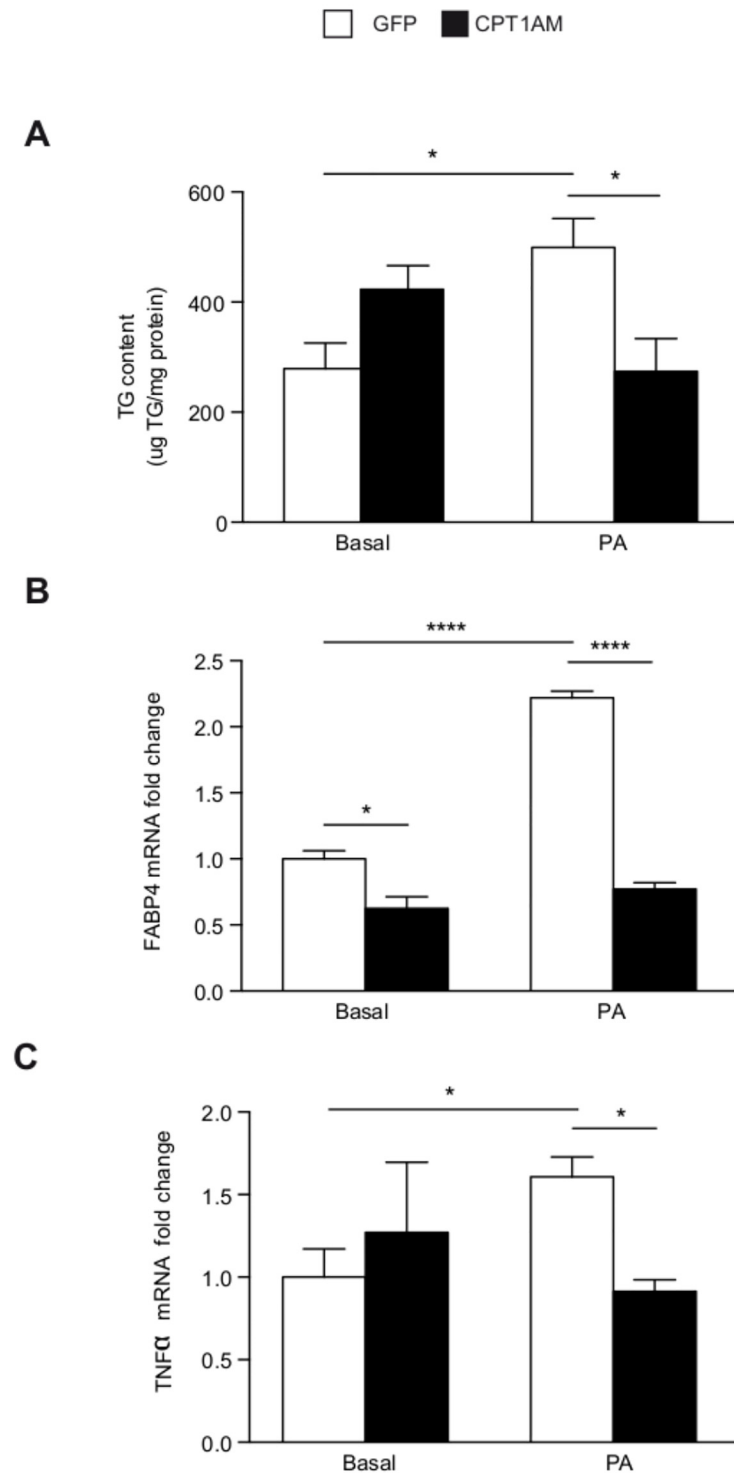 GFP CPT1AM
A
* *
TG content
(ug TG/mg protein)
600
400
200
0
Basal PA
B
**** ****
*
FABP4 mRNA fold change
2.5
2.0
1.5
1.0
0.5
0.0
Basal PA
C
* *
TNFα mRNA fold change
2.0
1.5
1.0
0.5
0.0
Basal PA